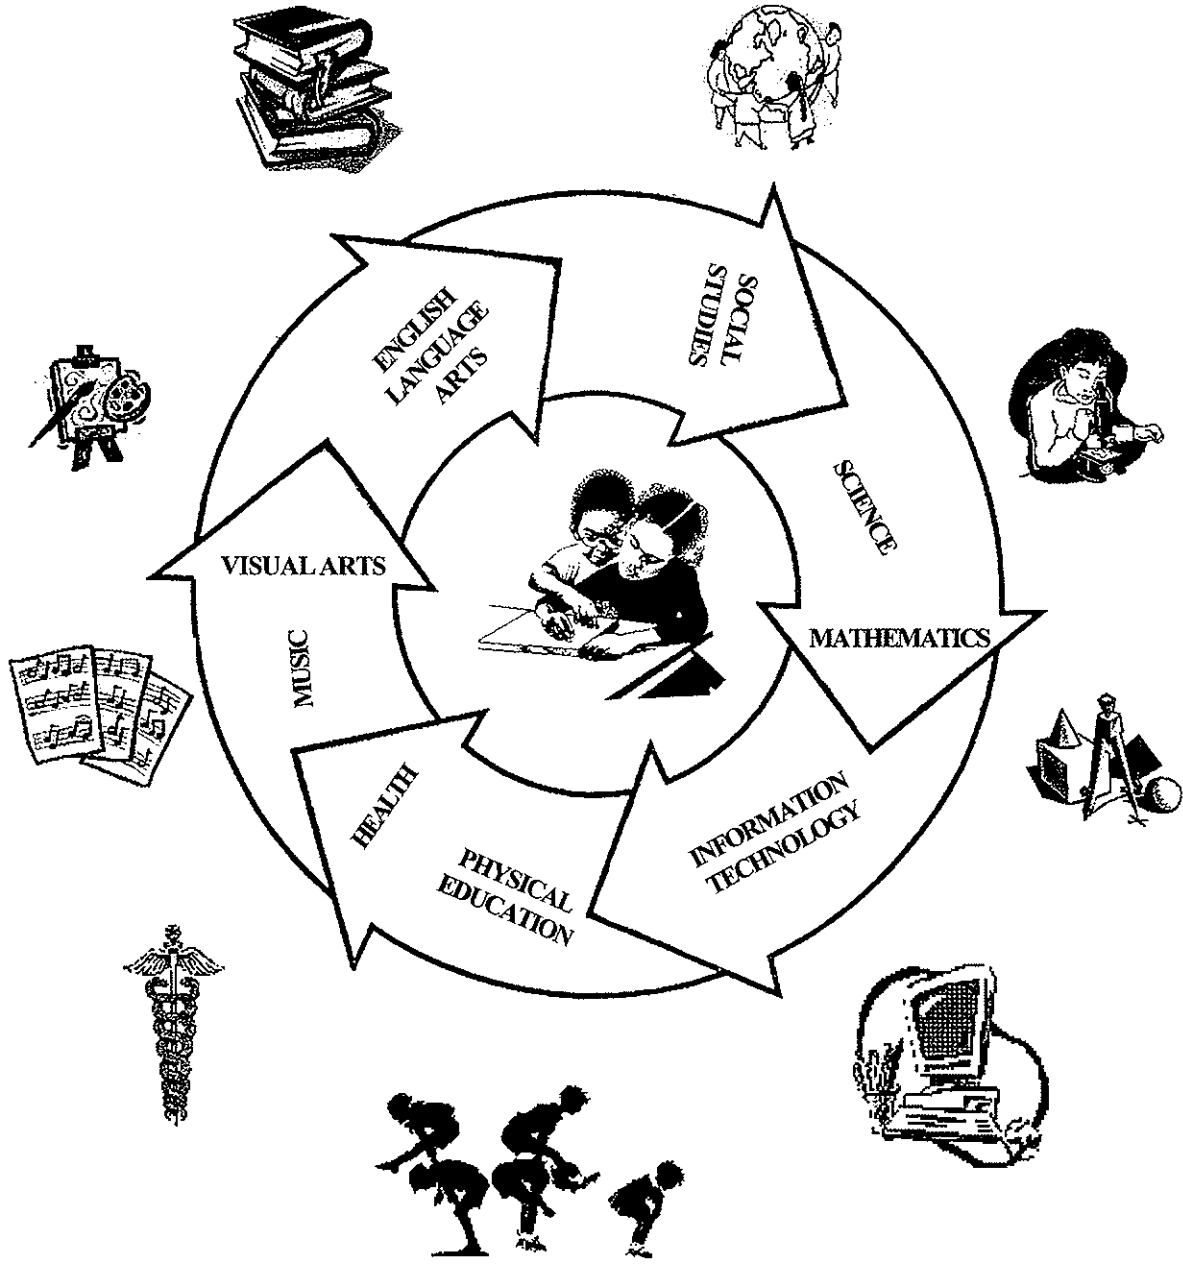 ENGLISH
LANGUAGE
ARTS
SOCIAL
STUDIES
SCIENCE
MATHEMATICS
INFORMATION
TECHNOLOGY
PHYSICAL
EDUCATION
HEALTH
MUSIC
VISUAL ARTS